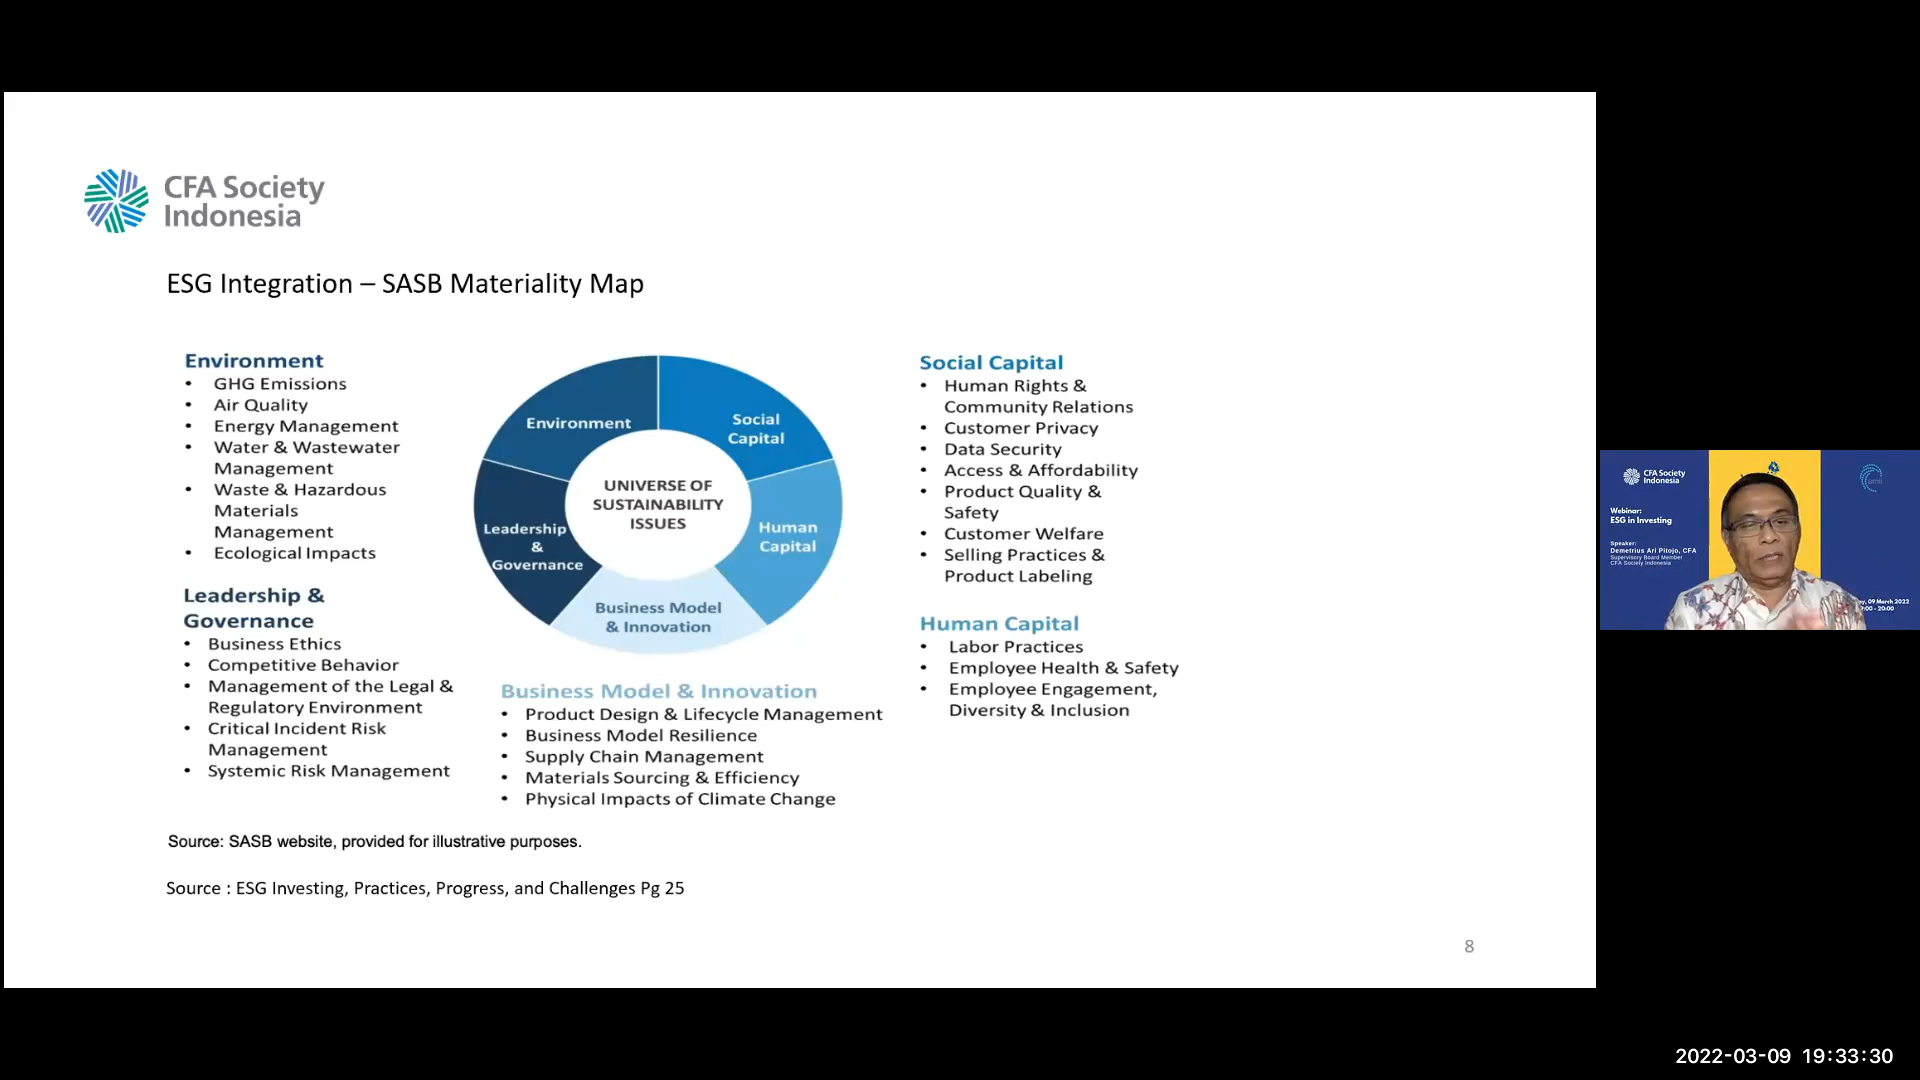 CFA Society
Indonesia
ESG Integration – SASB Materiality Map
Environment
• GHG Emissions
• Air Quality
• Energy Management
• Water & Wastewater
Management
• Waste & Hazardous
Materials
Management
• Ecological Impacts
Leadership &
Governance
• Business Ethics
• Competitive Behavior
• Management of the Legal &
Regulatory Environment
• Critical Incident Risk
Management
• Systemic Risk Management
Environment
Social
Capital
UNIVERSE OF
SUSTAINABILITY
ISSUES
Leadership
&
Governance
Human
Capital
Business Model
& Innovation
Business Model & Innovation
• Product Design & Lifecycle Management
• Business Model Resilience
• Supply Chain Management
• Materials Sourcing & Efficiency
• Physical Impacts of Climate Change
Social Capital
• Human Rights &
Community Relations
• Customer Privacy
• Data Security
• Access & Affordability
• Product Quality &
Safety
• Customer Welfare
• Selling Practices &
Product Labeling
Human Capital
• Labor Practices
• Employee Health & Safety
• Employee Engagement,
Diversity & Inclusion
Source: SASB website, provided for illustrative purposes.
Source : ESG Investing, Practices, Progress, and Challenges Pg 25
8
CFA Society
Indonesia
Webinar:
ESG in Investing
Speaker:
Demetrius Ari Pitojo, CFA
Supervisory Board Member
CFA Society Indonesia
09 March 2022
- 20:00
2022-03-09 19:33:30